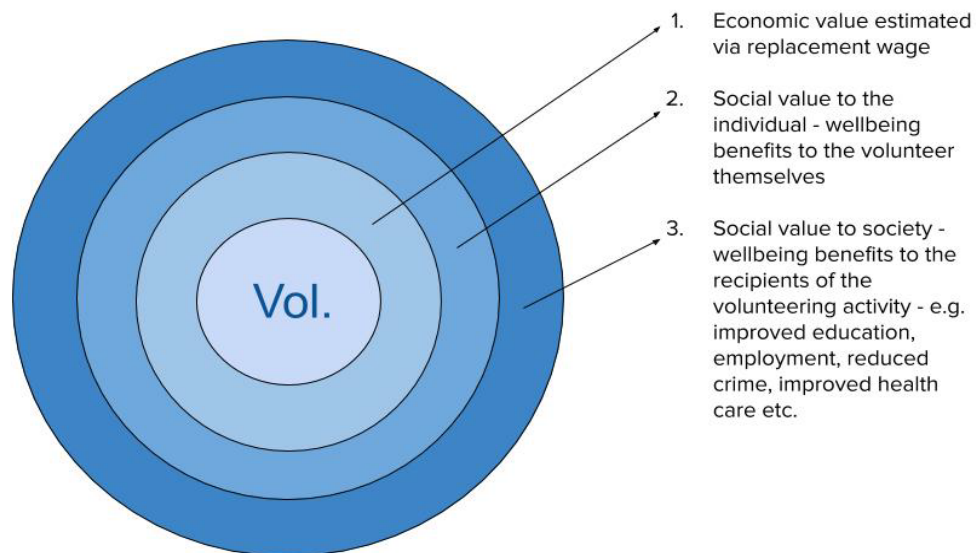 1. Economic value estimated
via replacement wage
2. Social value to the
individual - wellbeing
benefits to the volunteer
themselves
3. Social value to society -
wellbeing benefits to the
recipients of the
volunteering activity - e.g.
improved education,
employment, reduced
crime, improved health
care etc.
Vol.